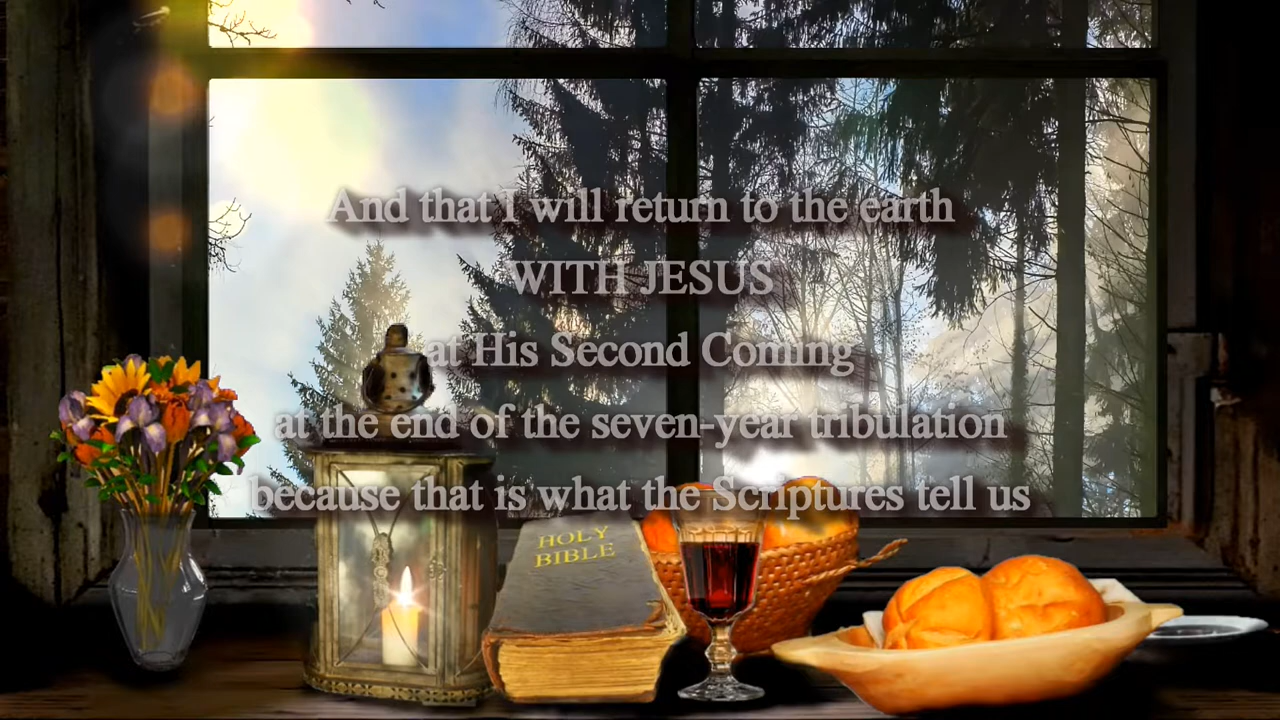 And that I will return to the earth
WITH JESUS
at His Second Coming
at the end of the seven-year tribulation
because that is what the Scriptures tell us
HOLY
BIBLE